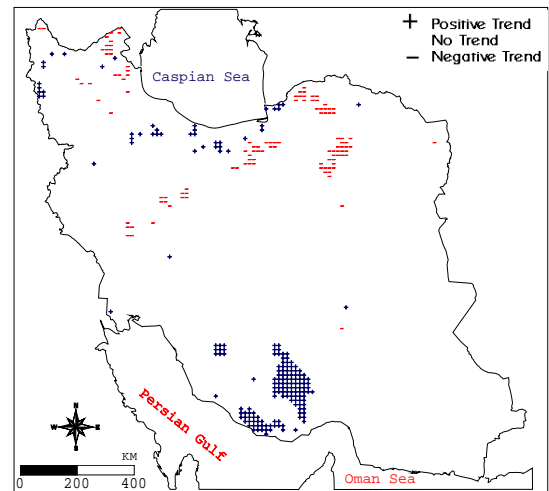 + Positive Trend
No Trend
− Negative Trend
Caspian Sea
Persian Gulf
Oman Sea
N
W E
S
KM
0 200 400